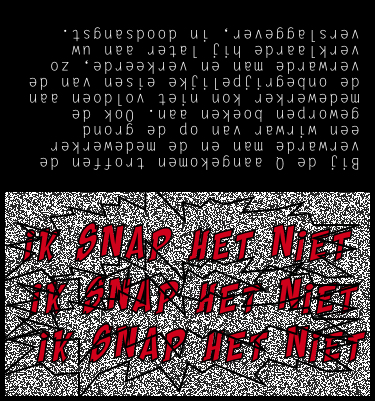 Bij de Q aangekomen troffen de
verwarde man en de medewerker
een wirwar van op de grond
geworpen boeken aan. Ook de
medewerker kon niet voldoen aan
de onbegrijpelijke eisen van de
verwarde man en verkeerde, zo
verklaarde hij later aan uw
verslaggever, in doodsangst.
IK SNAP HET NIET
IK SNAP HET NIET
IK SNAP HET NIET